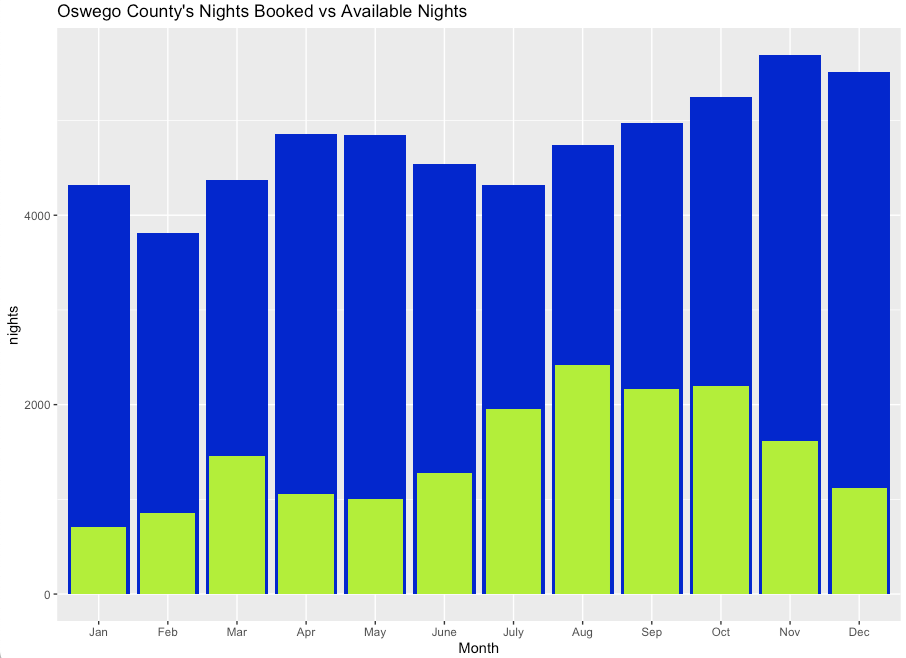 Oswego County's Nights Booked vs Available Nights
nights
4000
2000
0
Jan Feb Mar Apr May June July Aug Sep Oct Nov Dec
Month